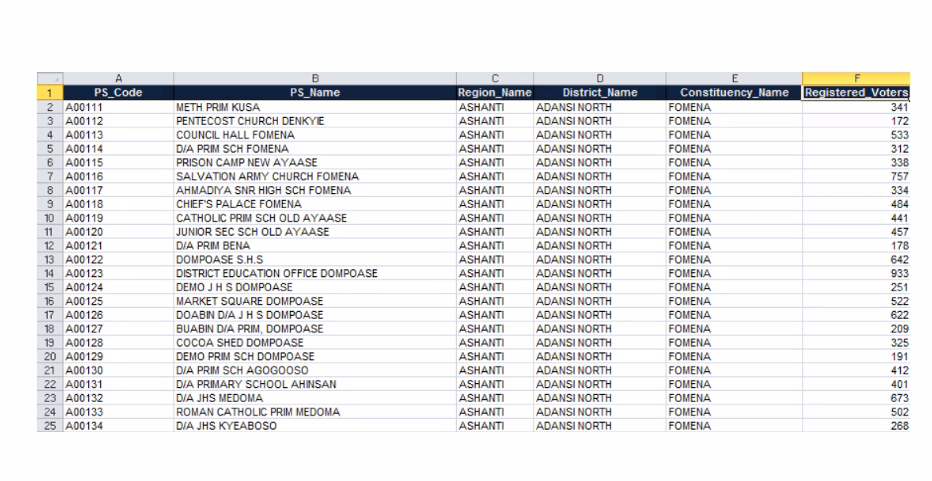 A B C D E F
1 PS_Code PS_Name Region_Name District_Name Constituency_Name Registered_Voters
2 A00111 METH PRIM KUSA ASHANTI ADANSI NORTH FOMENA 341
3 A00112 PENTECOST CHURCH DENKYIE ASHANTI ADANSI NORTH FOMENA 172
4 A00113 COUNCIL HALL FOMENA ASHANTI ADANSI NORTH FOMENA 533
5 A00114 D/A PRIM SCH FOMENA ASHANTI ADANSI NORTH FOMENA 312
6 A00115 PRISON CAMP NEW AYAASE ASHANTI ADANSI NORTH FOMENA 338
7 A00116 SALVATION ARMY CHURCH FOMENA ASHANTI ADANSI NORTH FOMENA 757
8 A00117 AHMADIYA SNR HIGH SCH FOMENA ASHANTI ADANSI NORTH FOMENA 334
9 A00118 CHIEF'S PALACE FOMENA ASHANTI ADANSI NORTH FOMENA 484
10 A00119 CATHOLIC PRIM SCH OLD AYAASE ASHANTI ADANSI NORTH FOMENA 441
11 A00120 JUNIOR SEC SCH OLD AYAASE ASHANTI ADANSI NORTH FOMENA 457
12 A00121 D/A PRIM BENA ASHANTI ADANSI NORTH FOMENA 178
13 A00122 DOMPOASE S.H.S ASHANTI ADANSI NORTH FOMENA 642
14 A00123 DISTRICT EDUCATION OFFICE DOMPOASE ASHANTI ADANSI NORTH FOMENA 933
15 A00124 DEMO J H S DOMPOASE ASHANTI ADANSI NORTH FOMENA 251
16 A00125 MARKET SQUARE DOMPOASE ASHANTI ADANSI NORTH FOMENA 522
17 A00126 DOABIN D/A J H S DOMPOASE ASHANTI ADANSI NORTH FOMENA 622
18 A00127 BUABIN D/A PRIM, DOMPOASE ASHANTI ADANSI NORTH FOMENA 209
19 A00128 COCOA SHED DOMPOASE ASHANTI ADANSI NORTH FOMENA 325
20 A00129 DEMO PRIM SCH DOMPOASE ASHANTI ADANSI NORTH FOMENA 191
21 A00130 D/A PRIM SCH AGOGOOSO ASHANTI ADANSI NORTH FOMENA 412
22 A00131 D/A PRIMARY SCHOOL AHINSAN ASHANTI ADANSI NORTH FOMENA 401
23 A00132 D/A JHS MEDOMA ASHANTI ADANSI NORTH FOMENA 673
24 A00133 ROMAN CATHOLIC PRIM MEDOMA ASHANTI ADANSI NORTH FOMENA 502
25 A00134 D/A JHS KYEABOSO ASHANTI ADANSI NORTH FOMENA 268